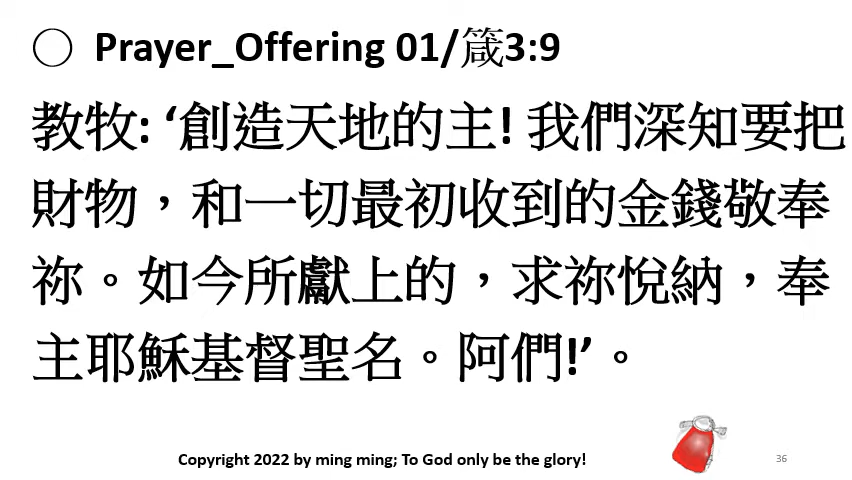 ○ Prayer_Offering 01/箴3:9
教牧: ‘創造天地的主! 我們深知要把
財物，和一切最初收到的金錢敬奉
祢。如今所獻上的，求祢悅納，奉
主耶穌基督聖名。阿們!’。
Copyright 2022 by ming ming; To God only be the glory!
36